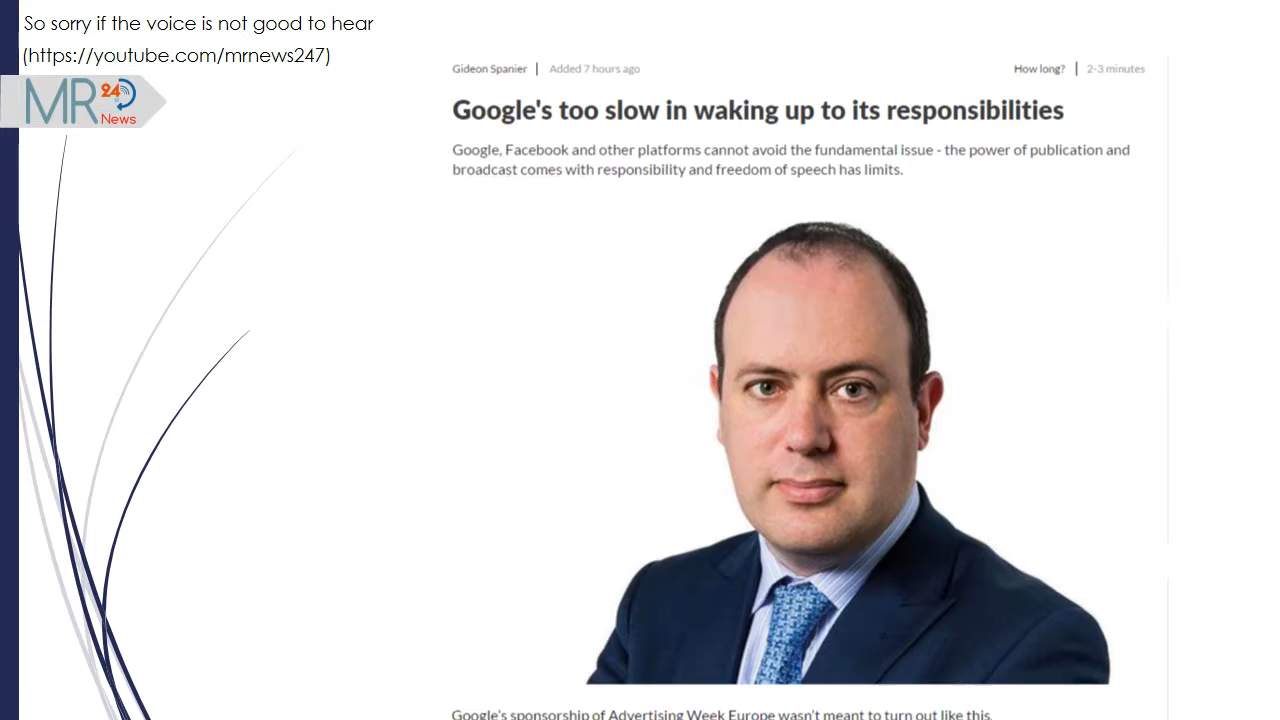 So sorry if the voice is not good to hear
(https://youtube.com/mrnews247)
MR 24 News
Gideon Spanier | Added 7 hours ago How long? | 2-3 minutes
Google's too slow in waking up to its responsibilities
Google, Facebook and other platforms cannot avoid the fundamental issue - the power of publication and
broadcast comes with responsibility and freedom of speech has limits.
Google's sponsorship of Advertising Week Europe wasn't meant to turn out like this.